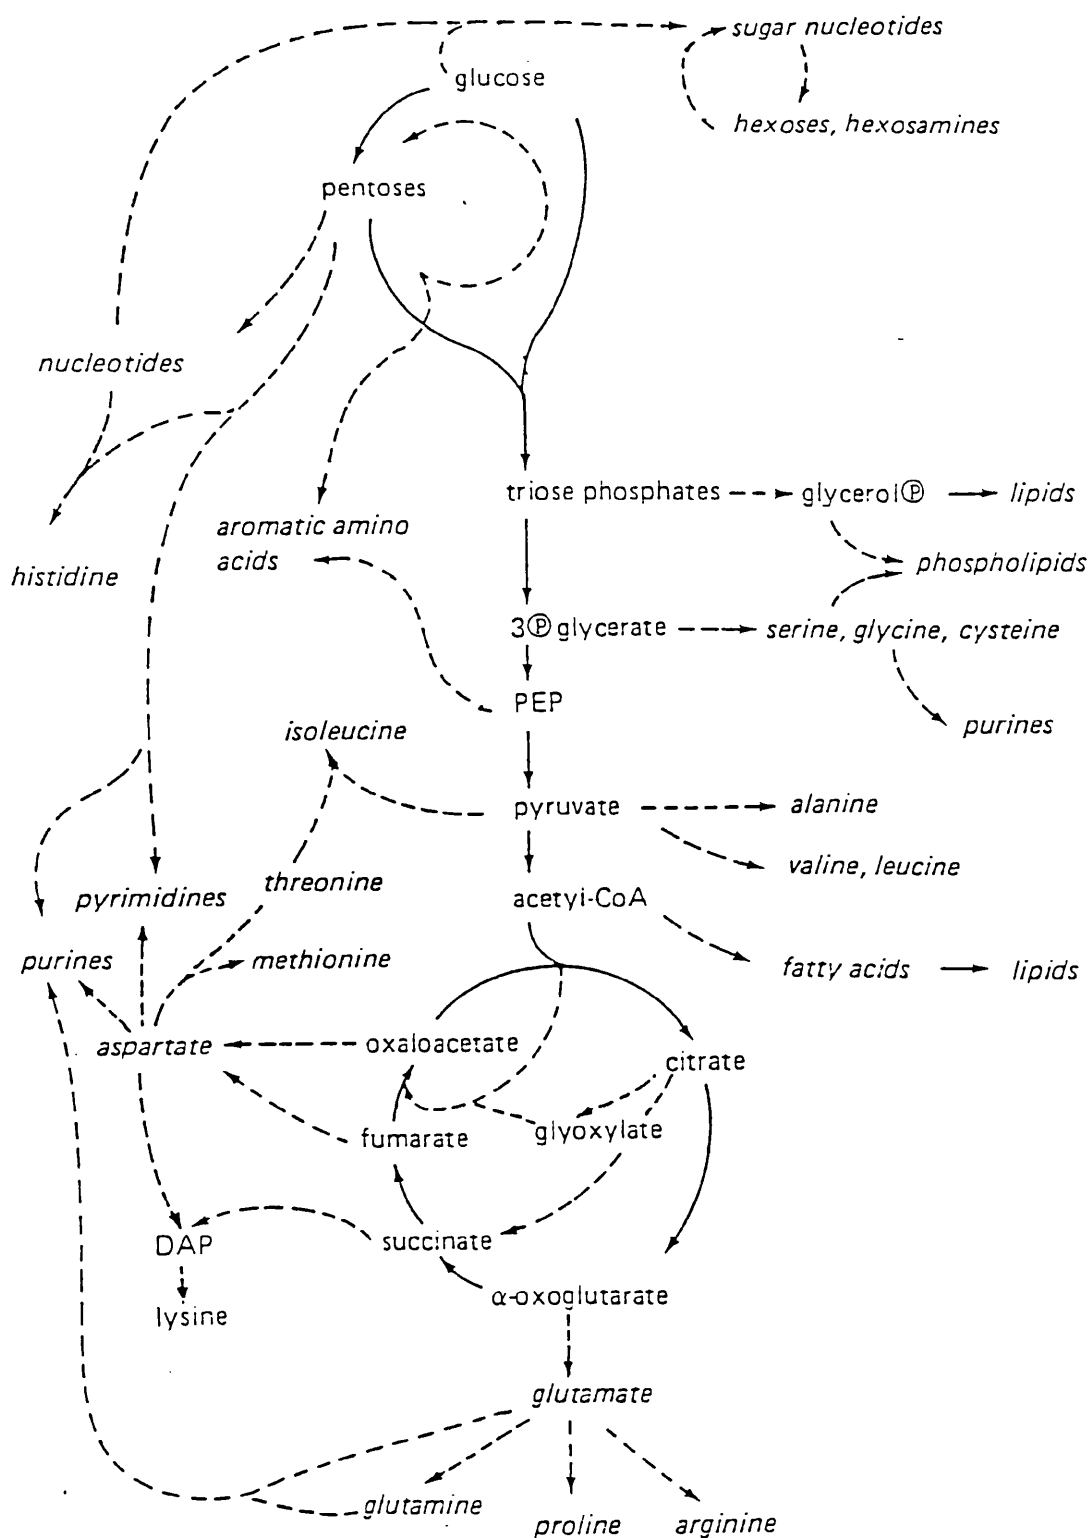 sugar nucleotides
glucose
hexoses, hexosamines
pentoses
nucleotides
triose phosphates
glycerol Ⓟ
lipids
aromatic amino
acids
histidine
phospholipids
3 Ⓟ glycerate
serine, glycine, cysteine
PEP
isoleucine
purines
pyruvate
alanine
valine, leucine
threonine
pyrimidines
acetyl-CoA
purines
methionine
fatty acids
lipids
aspartate
oxaloacetate
citrate
fumarate
glyoxylate
DAP
succinate
lysine
α-oxoglutarate
glutamate
glutamine
proline
arginine